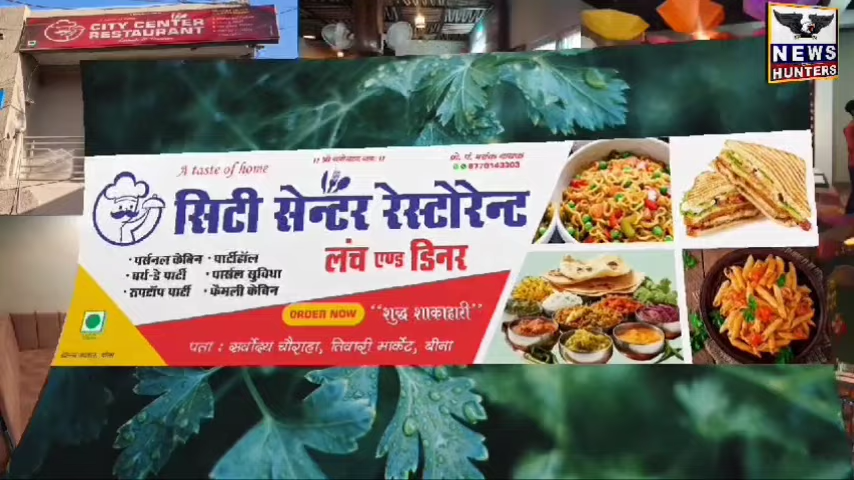 CITY CENTER
RESTAURANT
NEWS
HUNTERS
A taste of home
8770143303
सिटी सेन्टर रेस्टोरेन्ट
लंच एण्ड डिनर
• पर्सनल केबिन • पार्टीहॉल
• बर्थ-डे पार्टी • पार्सल सुविधा
• रूफटॉप पार्टी • फैमली केबिन
ORDER NOW
"शुद्ध शाकाहारी"
पता : सर्वोदय चौराहा, तिवारी मार्केट, बीना